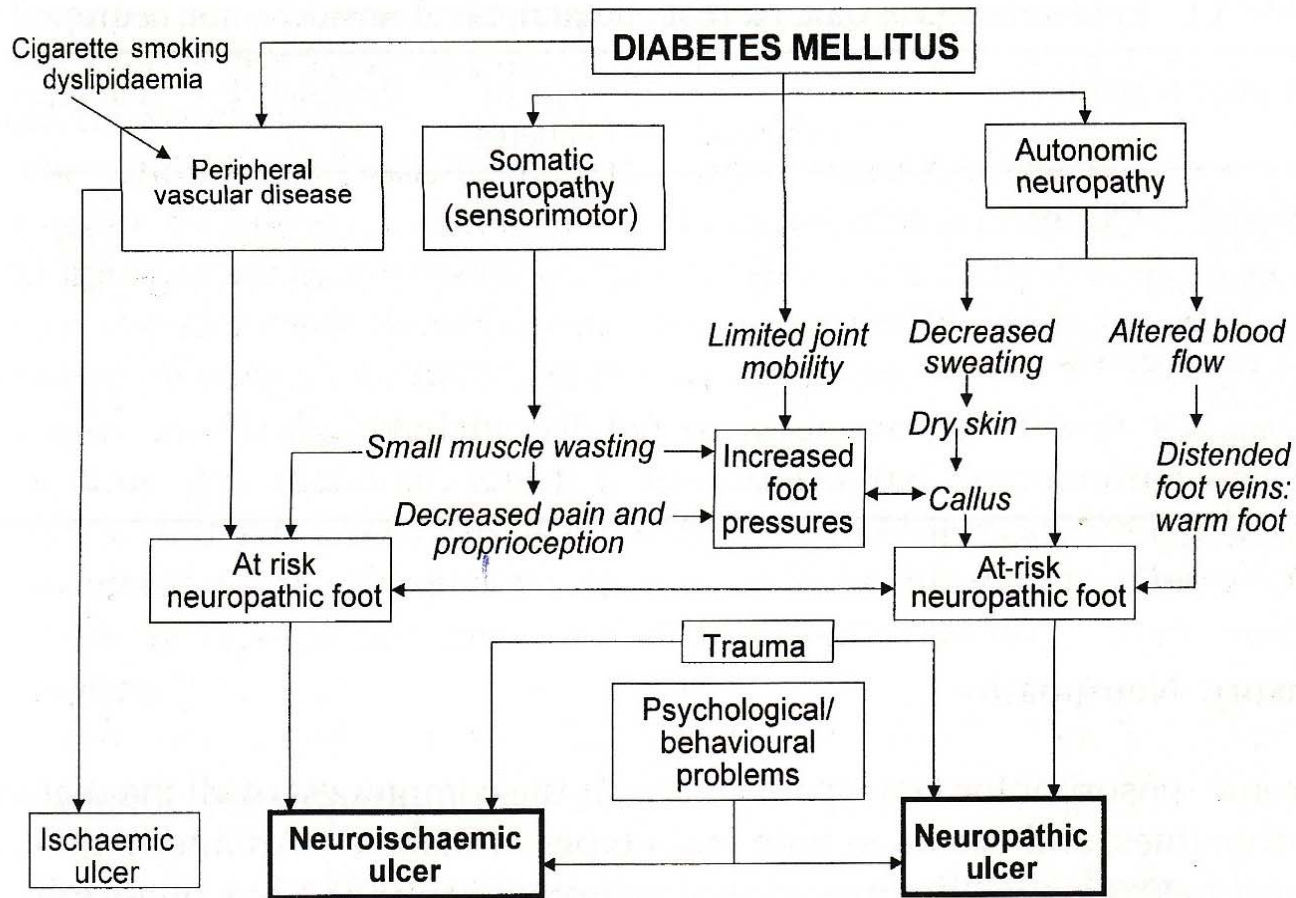 DIABETES MELLITUS
Cigarette smoking
dyslipidaemia
Peripheral
vascular disease
Somatic
neuropathy
(sensorimotor)
Autonomic
neuropathy
Limited joint
mobility
Decreased
sweating
Altered blood
flow
Dry skin
Small muscle wasting
Increased
foot
pressures
Callus
Distended
foot veins:
warm foot
Decreased pain and
proprioception
At risk
neuropathic foot
At-risk
neuropathic foot
Trauma
Psychological/
behavioural
problems
Ischaemic
ulcer
Neuroischaemic
ulcer
Neuropathic
ulcer